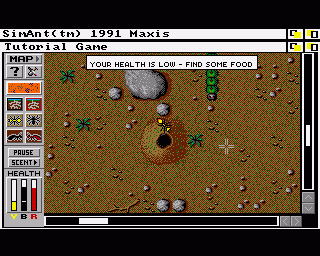 SimAnt(tm) 1991 Maxis
Tutorial Game
MAP
YOUR HEALTH IS LOW - FIND SOME FOOD
?
PAUSE
SCENT
HEALTH
Y B R